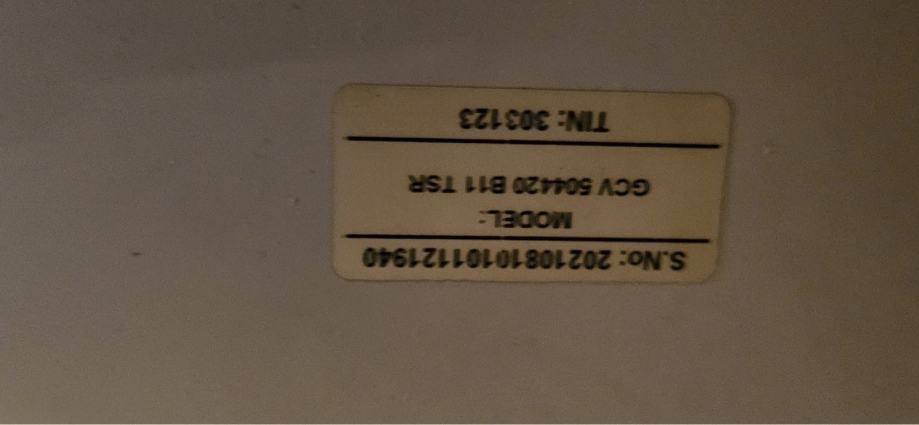 S.No: 20210810101121940
MODEL:
GCV 504420 B11 TSR
TIN: 303123